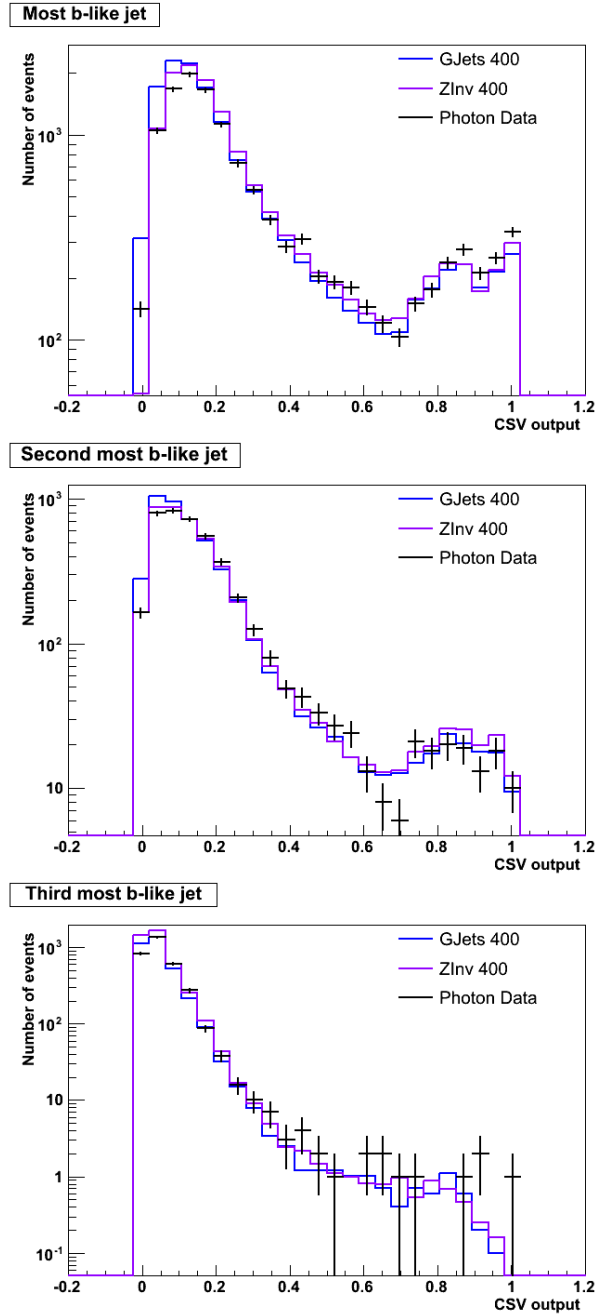 Most b-like jet
GJets 400
ZInv 400
Photon Data
Number of events
10³
10²
-0.2 0 0.2 0.4 0.6 0.8 1 1.2
CSV output
Second most b-like jet
GJets 400
ZInv 400
Photon Data
Number of events
10³
10²
10
-0.2 0 0.2 0.4 0.6 0.8 1 1.2
CSV output
Third most b-like jet
GJets 400
ZInv 400
Photon Data
Number of events
10³
10²
10
1
10⁻¹
-0.2 0 0.2 0.4 0.6 0.8 1 1.2
CSV output